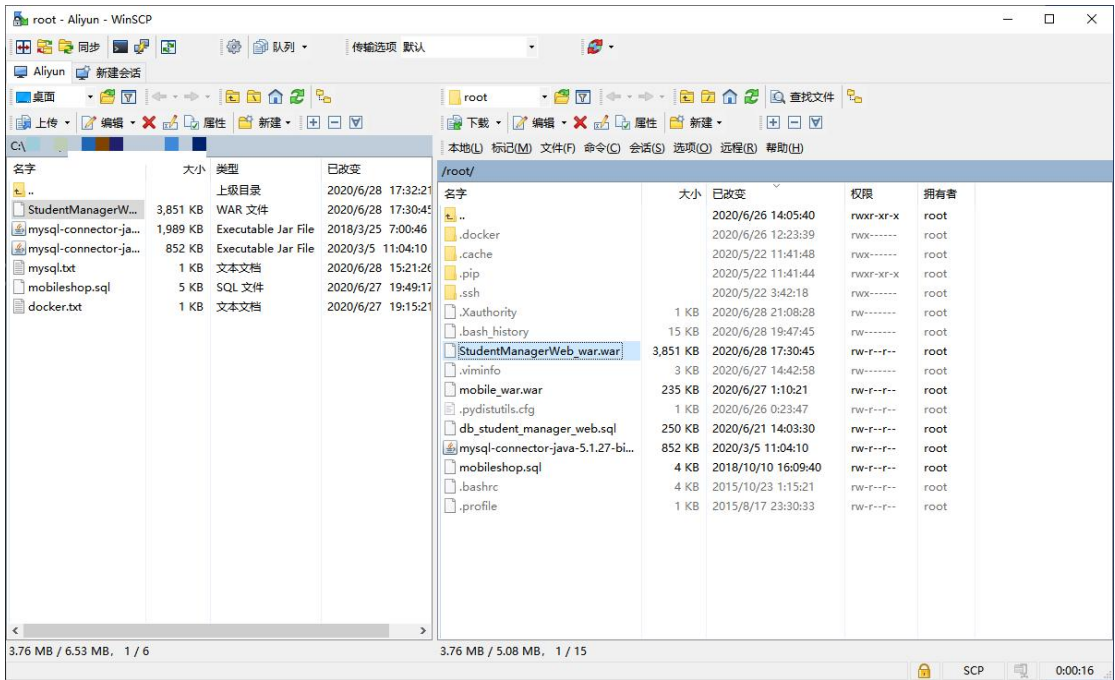 root - Aliyun - WinSCP
同步 队列 传输选项 默认
Aliyun 新建会话
桌面
上传 编辑 属性 新建
C:\
名字 大小 类型 已改变
.. 上级目录 2020/6/28 17:32:21
StudentManagerW... 3,851 KB WAR 文件 2020/6/28 17:30:45
mysql-connector-ja... 1,989 KB Executable Jar File 2018/3/25 7:00:46
mysql-connector-ja... 852 KB Executable Jar File 2020/3/5 11:04:10
mysql.txt 1 KB 文本文档 2020/6/28 15:21:26
mobileshop.sql 5 KB SQL 文件 2020/6/27 19:49:17
docker.txt 1 KB 文本文档 2020/6/27 19:15:21
3.76 MB / 6.53 MB, 1 / 6
root 查找文件
下载 编辑 属性 新建
本地(L) 标记(M) 文件(F) 命令(C) 会话(S) 选项(O) 远程(R) 帮助(H)
/root/
名字 大小 已改变 权限 拥有者
.. 2020/6/26 14:05:40 rwxr-xr-x root
.docker 2020/6/26 12:23:39 rwx------ root
.cache 2020/5/22 11:41:48 rwx------ root
.pip 2020/5/22 11:41:44 rwxr-xr-x root
.ssh 2020/5/22 3:42:18 rwx------ root
.Xauthority 1 KB 2020/6/28 21:08:28 rw------- root
.bash_history 15 KB 2020/6/28 19:47:45 rw------- root
StudentManagerWeb_war.war 3,851 KB 2020/6/28 17:30:45 rw-r--r-- root
.viminfo 3 KB 2020/6/27 14:42:58 rw------- root
mobile_war.war 235 KB 2020/6/27 1:10:21 rw-r--r-- root
.pydistutils.cfg 1 KB 2020/6/26 0:23:47 rw-r--r-- root
db_student_manager_web.sql 250 KB 2020/6/21 14:03:30 rw-r--r-- root
mysql-connector-java-5.1.27-bi... 852 KB 2020/3/5 11:04:10 rw-r--r-- root
mobileshop.sql 4 KB 2018/10/10 16:09:40 rw-r--r-- root
.bashrc 4 KB 2015/10/23 1:15:21 rw-r--r-- root
.profile 1 KB 2015/8/17 23:30:33 rw-r--r-- root
3.76 MB / 5.08 MB, 1 / 15
SCP 0:00:16